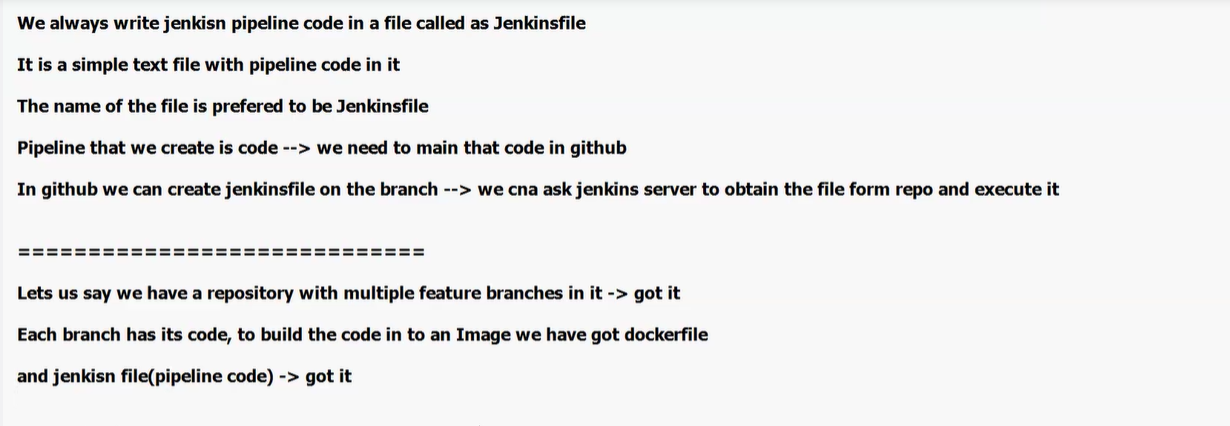 We always write jenkisn pipeline code in a file called as Jenkinsfile
It is a simple text file with pipeline code in it
The name of the file is prefered to be Jenkinsfile
Pipeline that we create is code --> we need to main that code in github
In github we can create jenkinsfile on the branch --> we cna ask jenkins server to obtain the file form repo and execute it
=============================
Lets us say we have a repository with multiple feature branches in it -> got it
Each branch has its code, to build the code in to an Image we have got dockerfile
and jenkisn file(pipeline code) -> got it